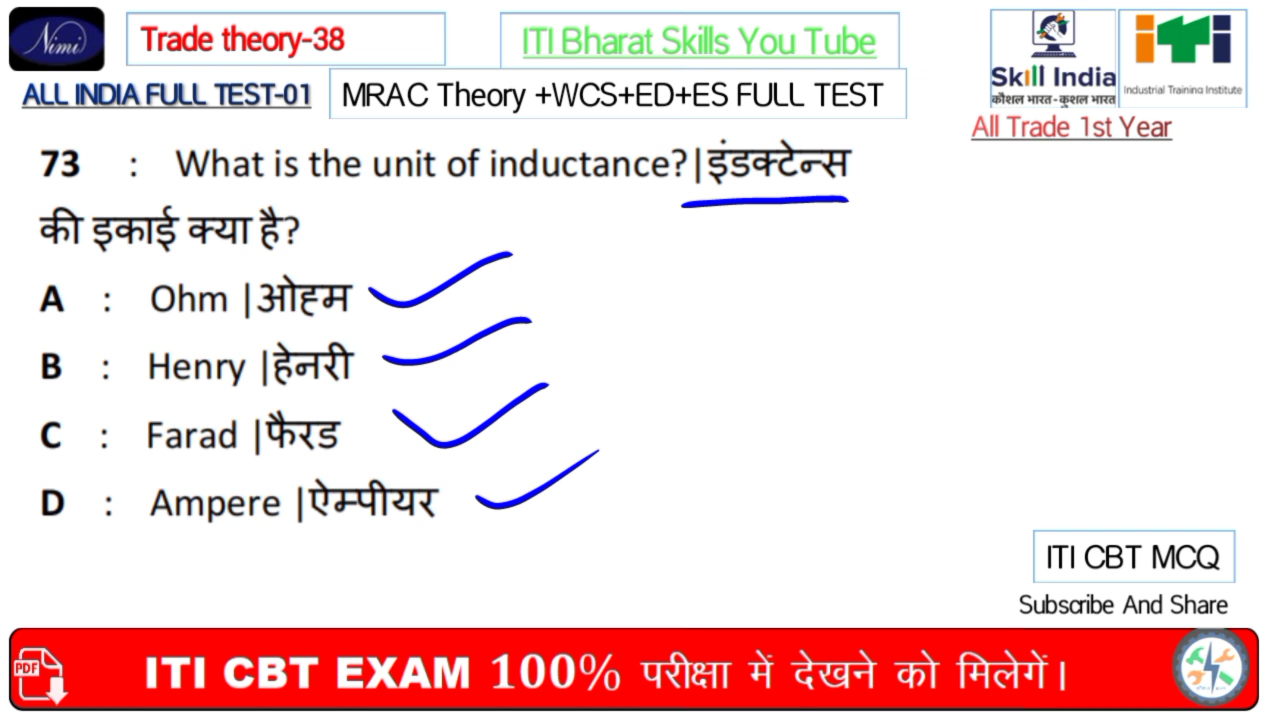 Nimi
Trade theory-38
ITI Bharat Skills You Tube
ALL INDIA FULL TEST-01
MRAC Theory +WCS+ED+ES FULL TEST
Skill India
कौशल भारत-कुशल भारत
iTi
Industrial Training Institute
All Trade 1st Year
73 : What is the unit of inductance?|इंडक्टेन्स
की इकाई क्या है?
A : Ohm |ओह्म
B : Henry |हेनरी
C : Farad |फैरड
D : Ampere |ऐम्पीयर
ITI CBT MCQ
Subscribe And Share
PDF
ITI CBT EXAM 100% परीक्षा में देखने को मिलेगें।